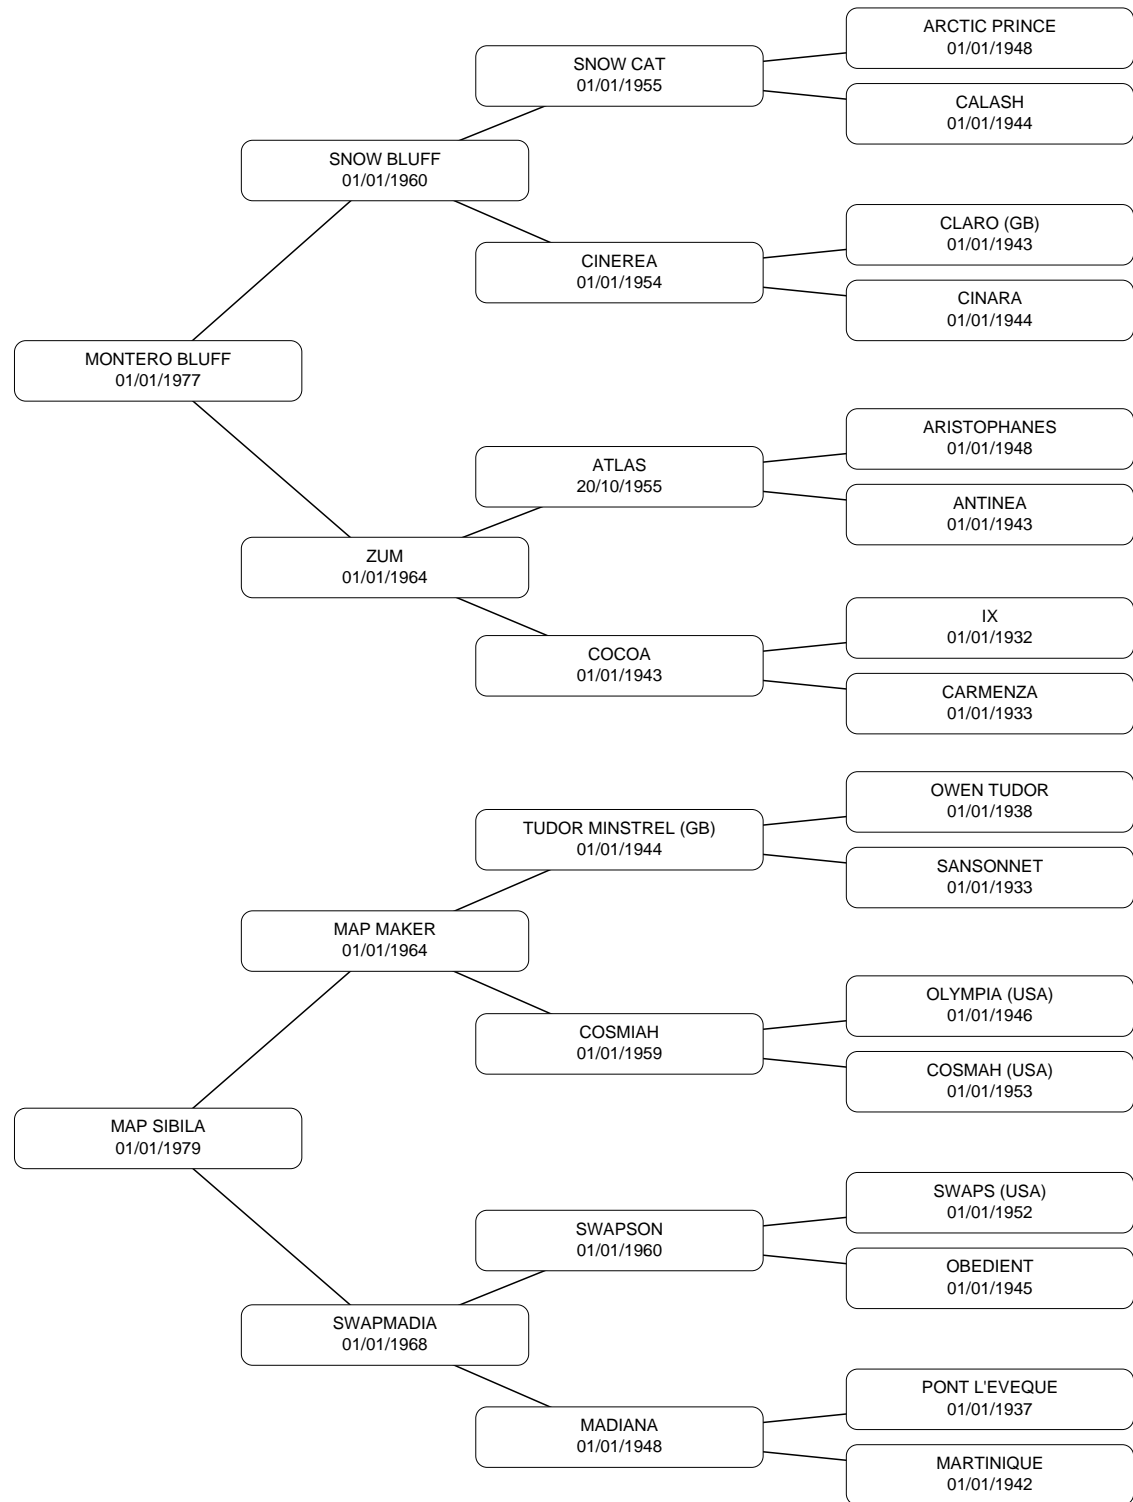 ARCTIC PRINCE
01/01/1948
SNOW CAT
01/01/1955
CALASH
01/01/1944
SNOW BLUFF
01/01/1960
CLARO (GB)
01/01/1943
CINEREA
01/01/1954
CINARA
01/01/1944
MONTERO BLUFF
01/01/1977
ARISTOPHANES
01/01/1948
ATLAS
20/10/1955
ANTINEA
01/01/1943
ZUM
01/01/1964
IX
01/01/1932
COCOA
01/01/1943
CARMENZA
01/01/1933
OWEN TUDOR
01/01/1938
TUDOR MINSTREL (GB)
01/01/1944
SANSONNET
01/01/1933
MAP MAKER
01/01/1964
OLYMPIA (USA)
01/01/1946
COSMIAH
01/01/1959
COSMAH (USA)
01/01/1953
MAP SIBILA
01/01/1979
SWAPS (USA)
01/01/1952
SWAPSON
01/01/1960
OBEDIENT
01/01/1945
SWAPMADIA
01/01/1968
PONT L'EVEQUE
01/01/1937
MADIANA
01/01/1948
MARTINIQUE
01/01/1942